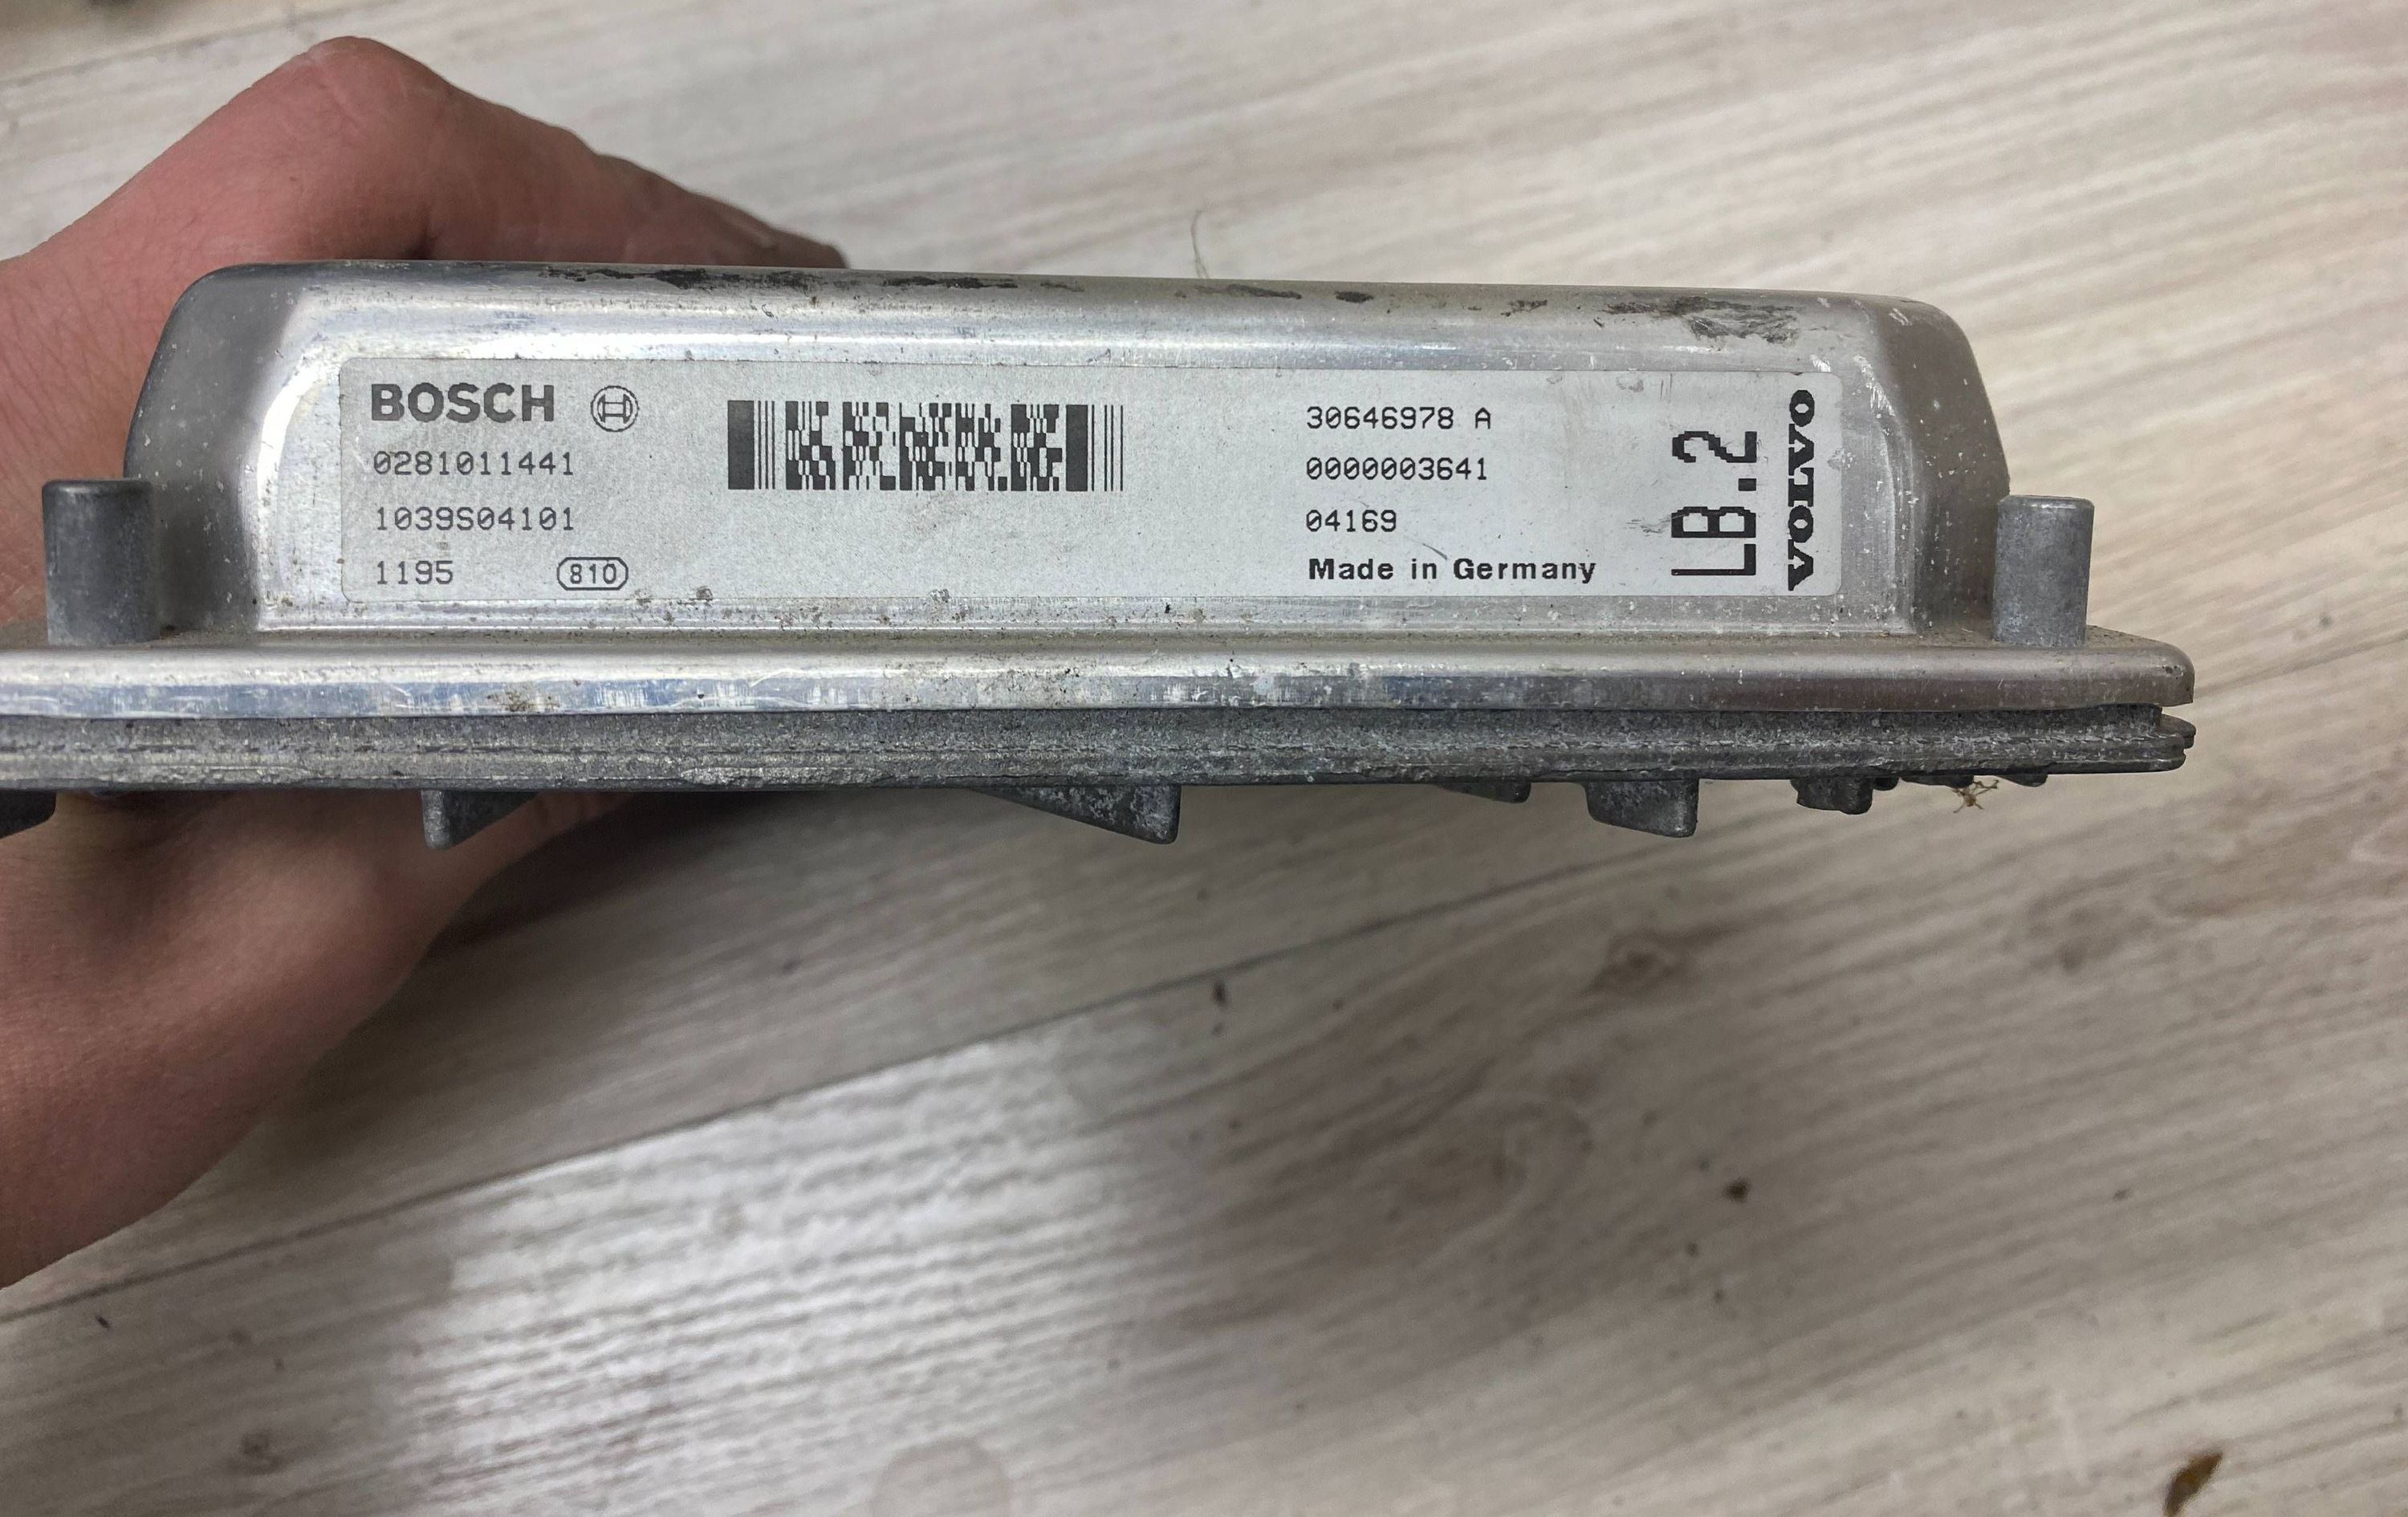 BOSCH
0281011441
1039S04101
1195 810
30646978 A
0000003641
04169
Made in Germany
LB.2
VOLVO